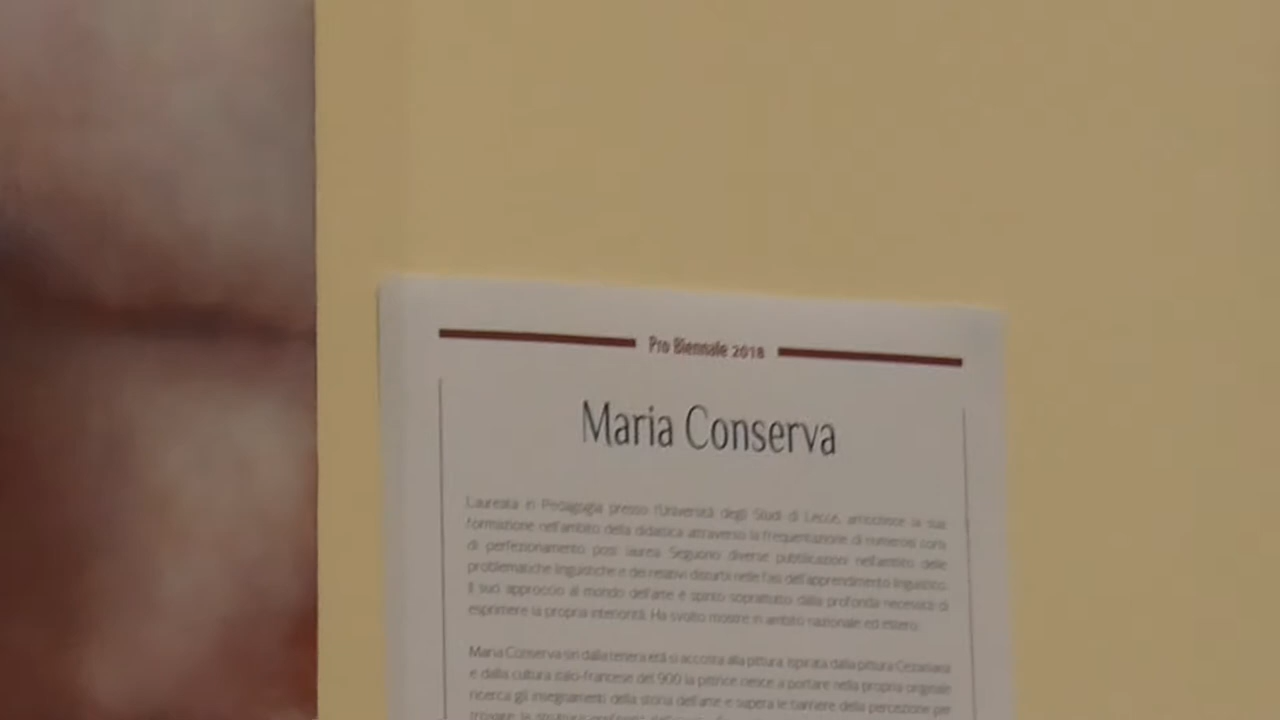 Pro Biennale 2018
Maria Conserva
Laureata in Pedagogia presso l'Università degli Studi di Lecce, arricchisce la sua
formazione nell'ambito della didattica attraverso la frequentazione di numerosi corsi
di perfezionamento post laurea. Seguono diverse pubblicazioni nell'ambito delle
problematiche linguistiche e dei relativi disturbi nelle fasi dell'apprendimento linguistico.
Il suo approccio al mondo dell'arte è spinto soprattutto dalla profonda necessità di
esprimere la propria interiorità. Ha svolto mostre in ambito nazionale ed estero.
Maria Conserva sin dalla tenera età si accosta alla pittura. Ispirata dalla pittura
e dalla cultura italo-francese del '900 la pittrice riesce a portare nella propria originale
ricerca gli insegnamenti della storia dell'arte e supera le barriere della percezione per